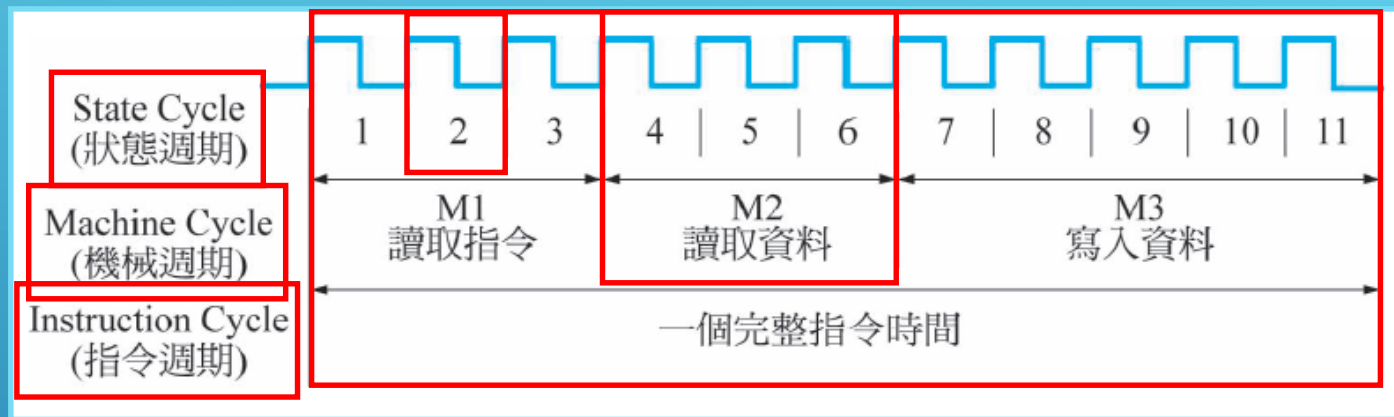 State Cycle
(狀態週期)
1 | 2 | 3 | 4 | 5 | 6 | 7 | 8 | 9 | 10 | 11
Machine Cycle
(機械週期)
M1
讀取指令
M2
讀取資料
M3
寫入資料
Instruction Cycle
(指令週期)
一個完整指令時間